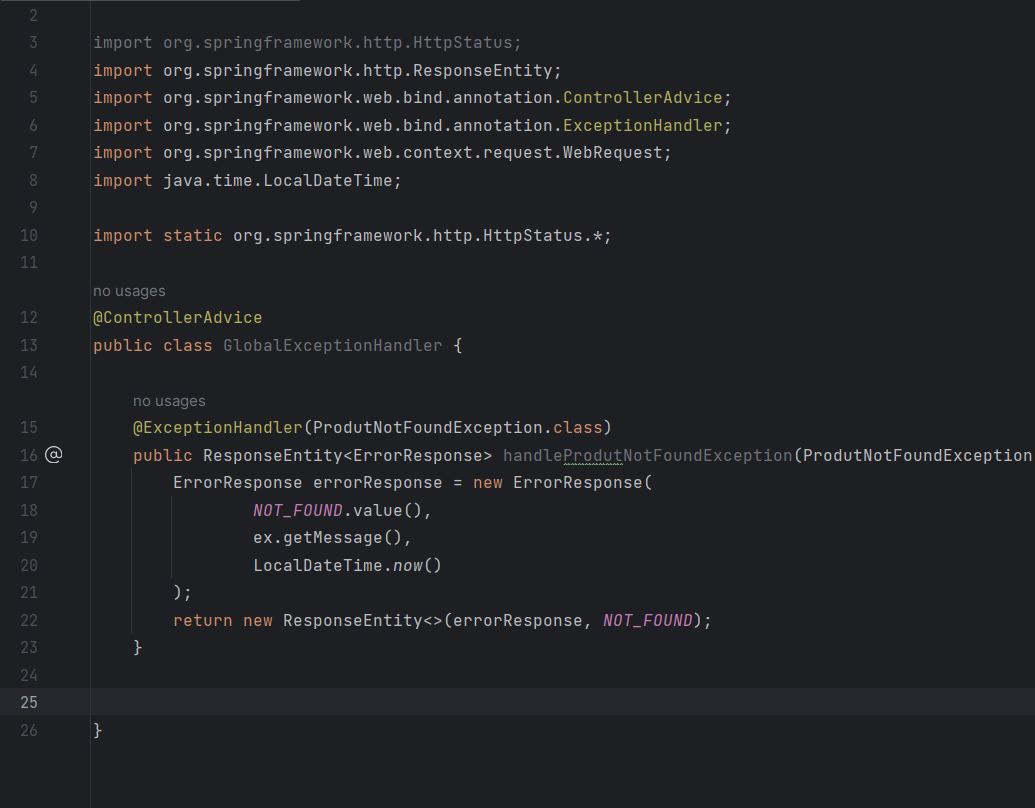 2
3 import org.springframework.http.HttpStatus;
4 import org.springframework.http.ResponseEntity;
5 import org.springframework.web.bind.annotation.ControllerAdvice;
6 import org.springframework.web.bind.annotation.ExceptionHandler;
7 import org.springframework.web.context.request.WebRequest;
8 import java.time.LocalDateTime;
9
10 import static org.springframework.http.HttpStatus.*;
11
no usages
12 @ControllerAdvice
13 public class GlobalExceptionHandler {
14
no usages
15 @ExceptionHandler(ProdutNotFoundException.class)
16 @ public ResponseEntity<ErrorResponse> handleProdutNotFoundException(ProdutNotFoundException
17 ErrorResponse errorResponse = new ErrorResponse(
18 NOT_FOUND.value(),
19 ex.getMessage(),
20 LocalDateTime.now()
21 );
22 return new ResponseEntity<>(errorResponse, NOT_FOUND);
23 }
24
25
26 }